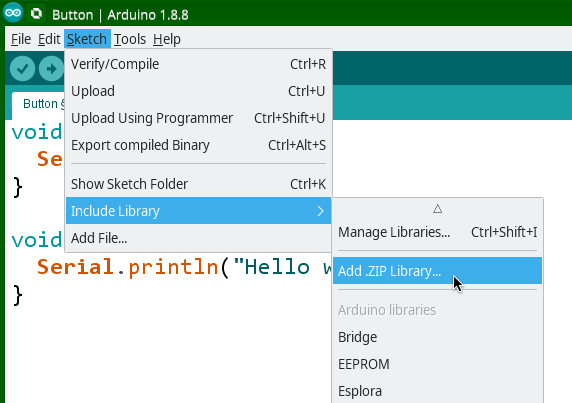 Button | Arduino 1.8.8
File Edit Sketch Tools Help
Verify/Compile Ctrl+R
Upload Ctrl+U
Upload Using Programmer Ctrl+Shift+U
Export compiled Binary Ctrl+Alt+S
Show Sketch Folder Ctrl+K
Include Library
Add File...
Manage Libraries... Ctrl+Shift+I
Add .ZIP Library...
Arduino libraries
Bridge
EEPROM
Esplora
Button
void
Se
}
void
Serial.println("Hello
}